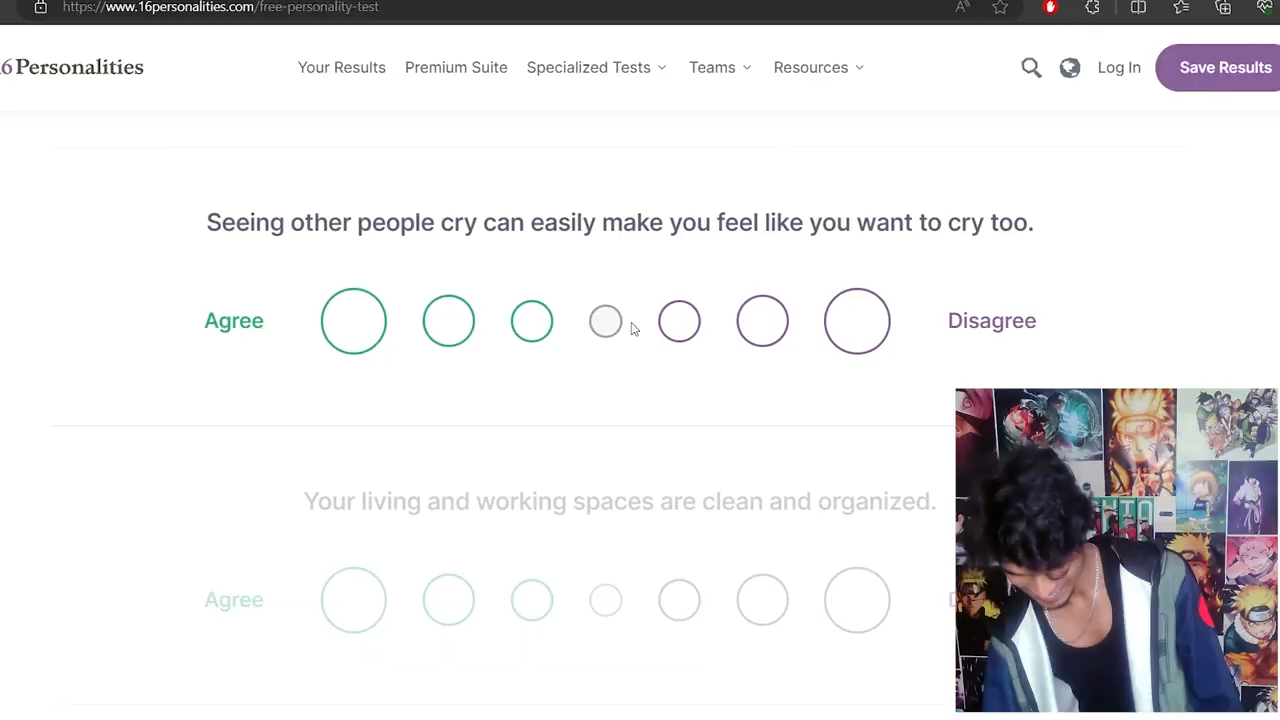 https://www.16personalities.com/free-personality-test
6Personalities
Your Results
Premium Suite
Specialized Tests
Teams
Resources
Log In
Save Results
Seeing other people cry can easily make you feel like you want to cry too.
Agree
Disagree
Your living and working spaces are clean and organized.
Agree